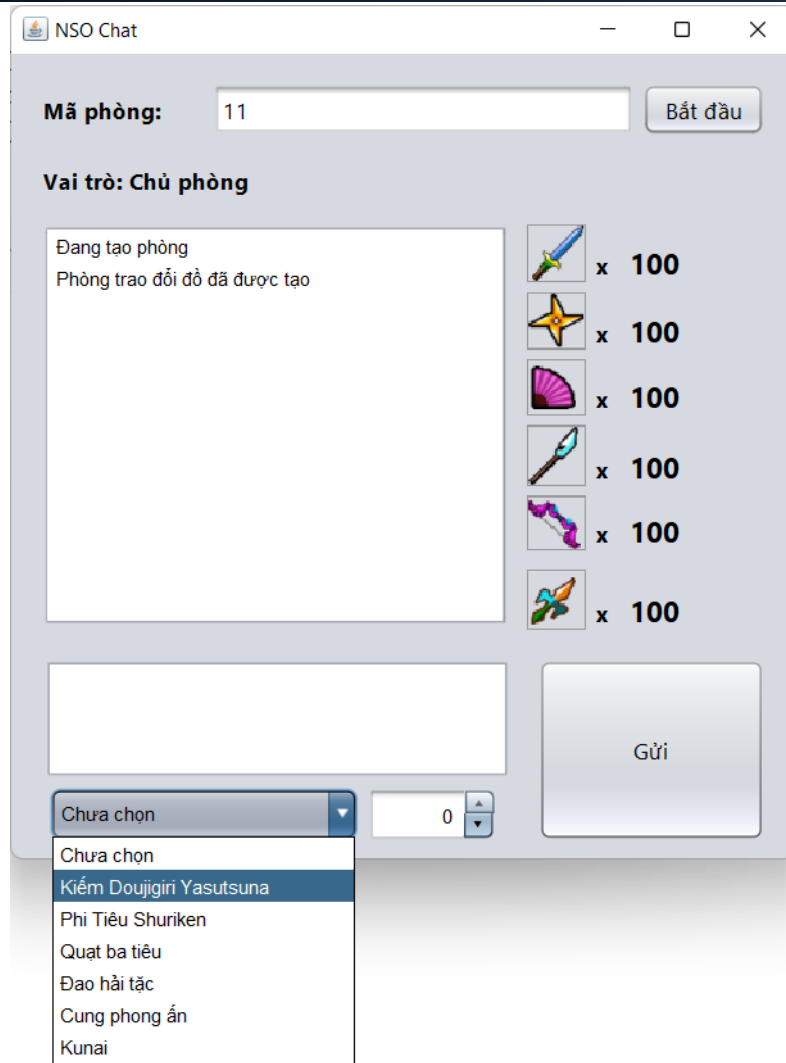 NSO Chat
Mã phòng:
11
Bắt đầu
Vai trò: Chủ phòng
Đang tạo phòng
Phòng trao đổi đồ đã được tạo
x 100
x 100
x 100
x 100
x 100
x 100
Gửi
Chưa chọn
0
Chưa chọn
Kiếm Doujigiri Yasutsuna
Phi Tiêu Shuriken
Quạt ba tiêu
Đao hải tặc
Cung phong ấn
Kunai